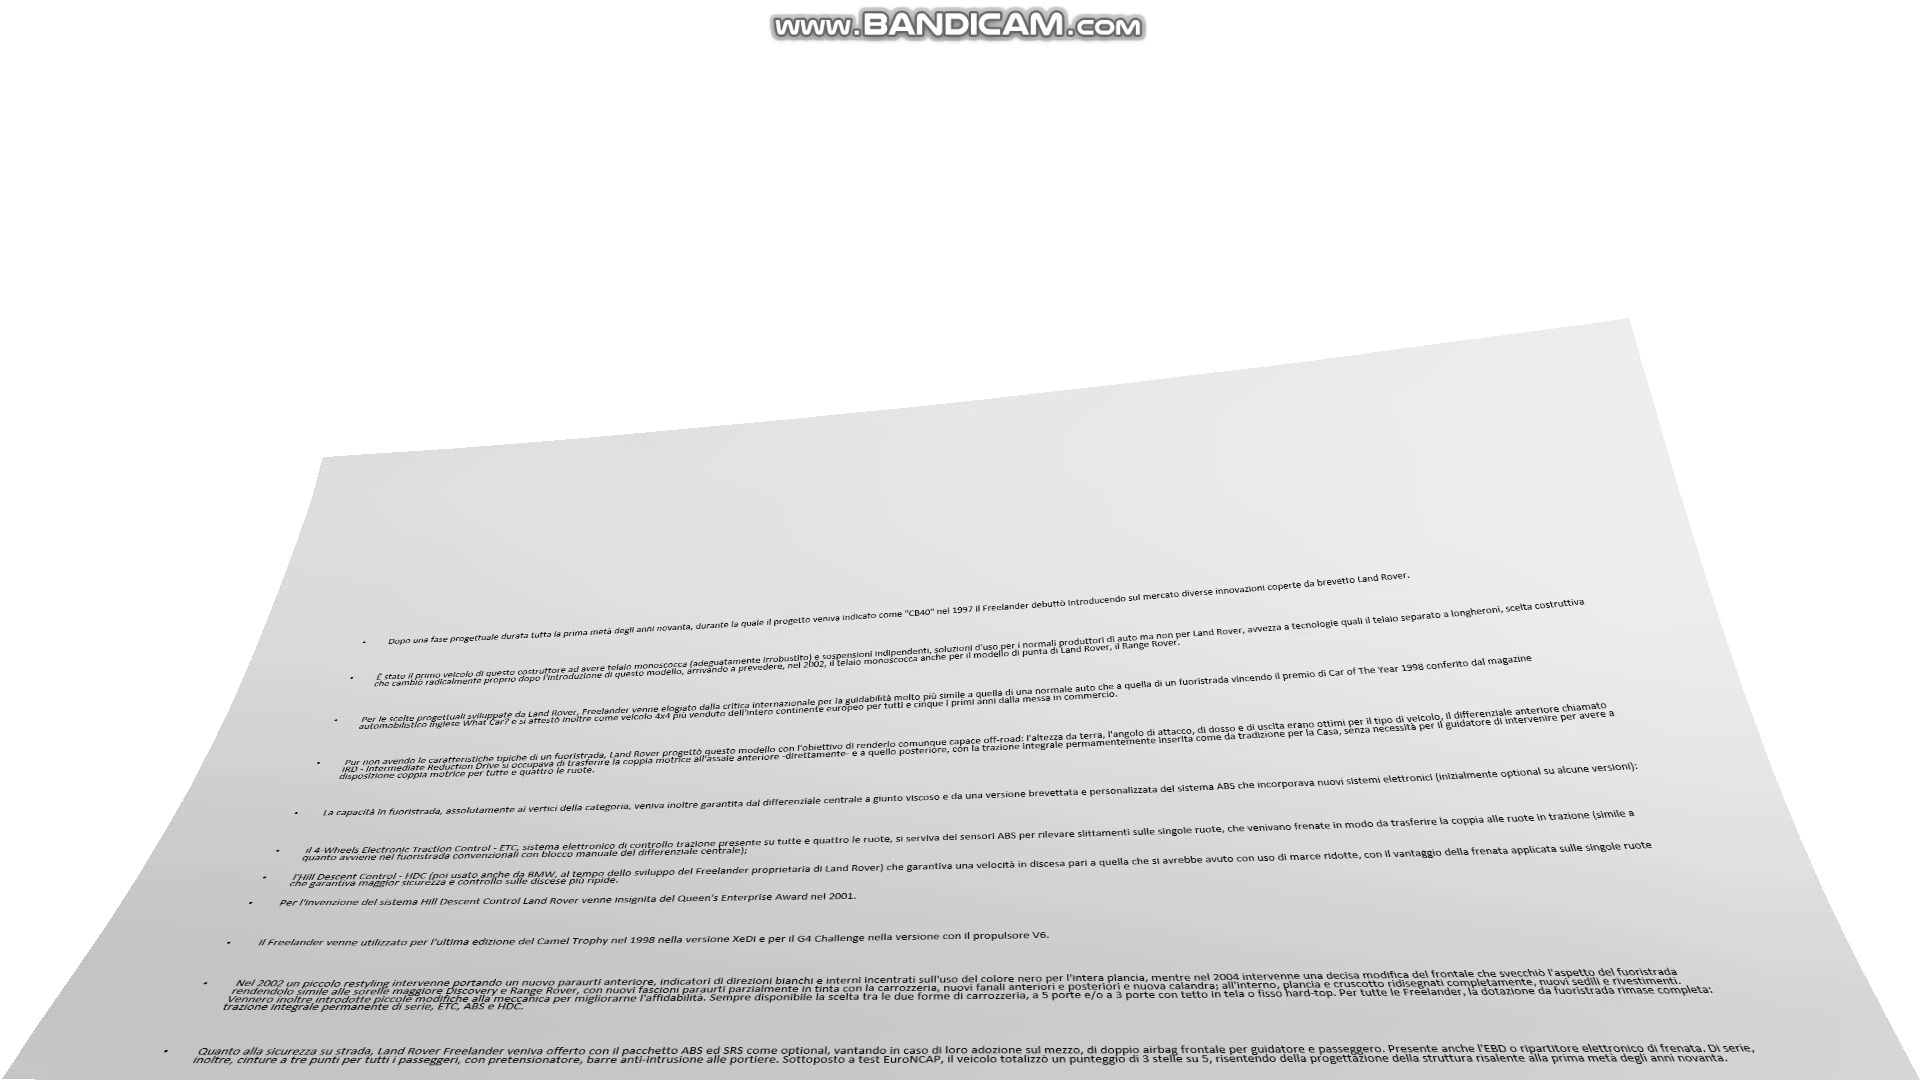 www.BANDICAM.com
• Dopo una fase progettuale durata tutta la prima metà degli anni novanta, durante la quale il progetto veniva indicato come "CB40" nel 1997 il Freelander debuttò introducendo sul mercato diverse innovazioni coperte da brevetto Land Rover.
• È stato il primo veicolo di questo costruttore ad avere telaio monoscocca (adeguatamente irrobustito) e sospensioni indipendenti, soluzioni d'uso per i normali produttori di auto ma non per Land Rover, avvezza a tecnologie quali il telaio separato a longheroni, scelta costruttiva
che cambiò radicalmente proprio dopo l'introduzione di questo modello, arrivando a prevedere, nel 2002, il telaio monoscocca anche per il modello di punta di Land Rover, il Range Rover.
• Per le scelte progettuali sviluppate da Land Rover, Freelander venne elogiato dalla critica internazionale per la guidabilità molto più simile a quella di una normale auto che a quella di un fuoristrada vincendo il premio di Car of The Year 1998 conferito dal magazine
automobilistico inglese What Car? e si attestò inoltre come veicolo 4x4 più venduto dell'intero continente europeo per tutti e cinque i primi anni dalla messa in commercio.
• Pur non avendo le caratteristiche tipiche di un fuoristrada, Land Rover progettò questo modello con l'obiettivo di renderlo comunque capace off-road: l'altezza da terra, l'angolo di attacco, di dosso e di uscita erano ottimi per il tipo di veicolo, il differenziale anteriore chiamato
IRD - Intermediate Reduction Drive si occupava di trasferire la coppia motrice all'assale anteriore -direttamente- e a quello posteriore, con la trazione integrale permamentemente inserita come da tradizione per la Casa, senza necessità per il guidatore di intervenire per avere a
disposizione coppia motrice per tutte e quattro le ruote.
• La capacità in fuoristrada, assolutamente ai vertici della categoria, veniva inoltre garantita dal differenziale centrale a giunto viscoso e da una versione brevettata e personalizzata del sistema ABS che incorporava nuovi sistemi elettronici (inizialmente optional su alcune versioni):
• il 4-Wheels Electronic Traction Control - ETC, sistema elettronico di controllo trazione presente su tutte e quattro le ruote, si serviva dei sensori ABS per rilevare slittamenti sulle singole ruote, che venivano frenate in modo da trasferire la coppia alle ruote in trazione (simile a
quanto avviene nei fuoristrada convenzionali con blocco manuale del differenziale centrale);
• l'Hill Descent Control - HDC (poi usato anche da BMW, al tempo dello sviluppo del Freelander proprietaria di Land Rover) che garantiva una velocità in discesa pari a quella che si avrebbe avuto con uso di marce ridotte, con il vantaggio della frenata applicata sulle singole ruote
che garantiva maggior sicurezza e controllo sulle discese più ripide.
• Per l'invenzione del sistema Hill Descent Control Land Rover venne insignita del Queen's Enterprise Award nel 2001.
• Il Freelander venne utilizzato per l'ultima edizione del Camel Trophy nel 1998 nella versione XeDi e per il G4 Challenge nella versione con il propulsore V6.
• Nel 2002 un piccolo restyling intervenne portando un nuovo paraurti anteriore, indicatori di direzioni bianchi e interni incentrati sull'uso del colore nero per l'intera plancia, mentre nel 2004 intervenne una decisa modifica del frontale che svecchiò l'aspetto del fuoristrada
rendendolo simile alle sorelle maggiore Discovery e Range Rover, con nuovi fascioni paraurti parzialmente in tinta con la carrozzeria, nuovi fanali anteriori e posteriori e nuova calandra; all'interno, plancia e cruscotto ridisegnati completamente, nuovi sedili e rivestimenti.
Vennero inoltre introdotte piccole modifiche alla meccanica per migliorarne l'affidabilità. Sempre disponibile la scelta tra le due forme di carrozzeria, a 5 porte e/o a 3 porte con tetto in tela o fisso hard-top. Per tutte le Freelander, la dotazione da fuoristrada rimase completa:
trazione integrale permanente di serie, ETC, ABS e HDC.
• Quanto alla sicurezza su strada, Land Rover Freelander veniva offerto con il pacchetto ABS ed SRS come optional, vantando in caso di loro adozione sul mezzo, di doppio airbag frontale per guidatore e passeggero. Presente anche l'EBD o ripartitore elettronico di frenata. Di serie,
inoltre, cinture a tre punti per tutti i passeggeri, con pretensionatore, barre anti-intrusione alle portiere. Sottoposto a test EuroNCAP, il veicolo totalizzò un punteggio di 3 stelle su 5, risentendo della progettazione della struttura risalente alla prima metà degli anni novanta.